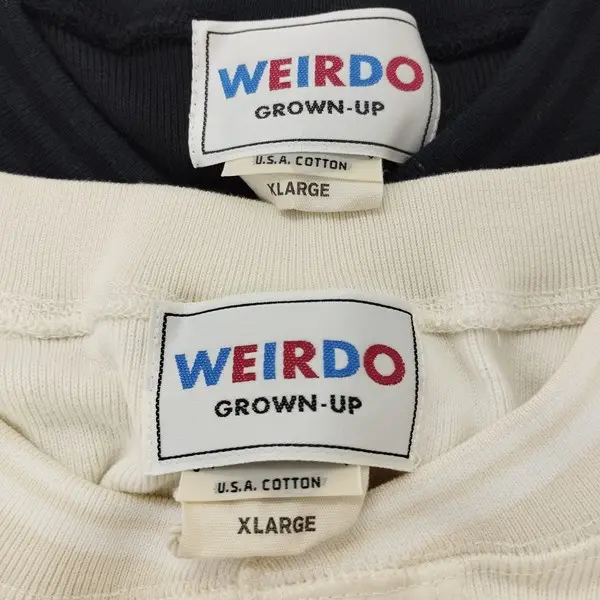 WEIRDO
GROWN-UP
U.S.A. COTTON
XLARGE
WEIRDO
GROWN-UP
U.S.A. COTTON
XLARGE